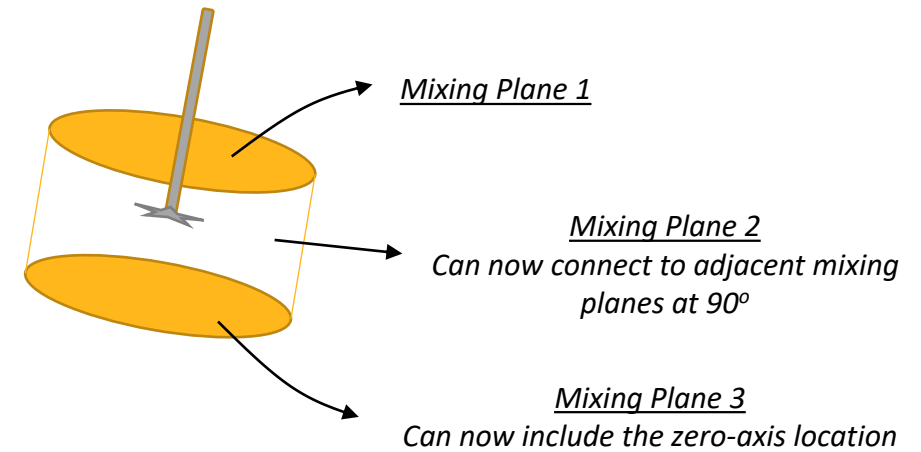 Mixing Plane 1
Mixing Plane 2
Can now connect to adjacent mixing
planes at 90°
Mixing Plane 3
Can now include the zero-axis location